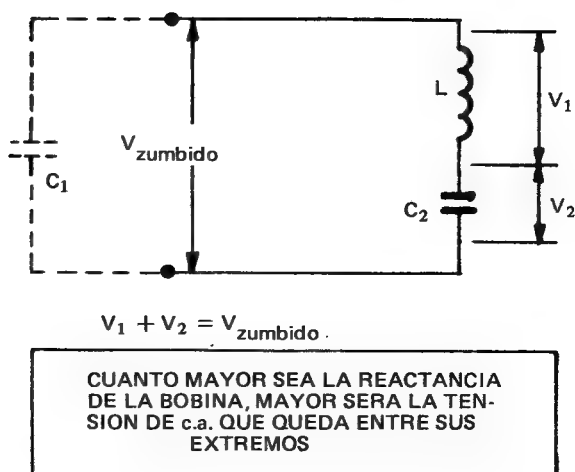 V zumbido
C₁
L
C₂
V₁
V₂
V₁ + V₂ = V zumbido .
CUANTO MAYOR SEA LA REACTANCIA
DE LA BOBINA, MAYOR SERA LA TEN-
SION DE c.a. QUE QUEDA ENTRE SUS
EXTREMOS